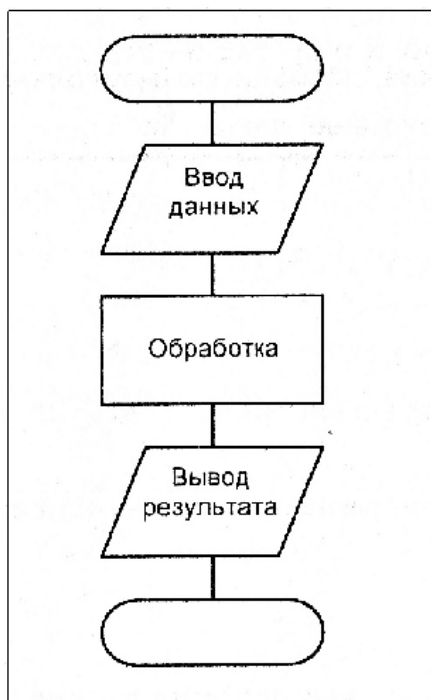 Ввод
данных
Обработка
Вывод
результата